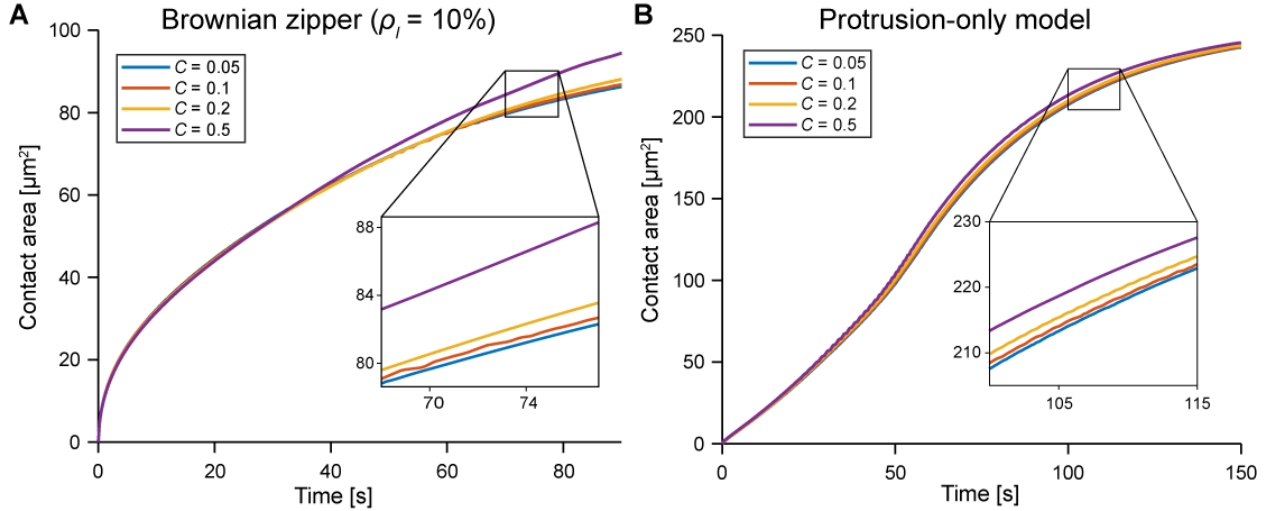 A
Brownian zipper (ρₗ = 10%)
C = 0.05
C = 0.1
C = 0.2
C = 0.5
Contact area [µm²]
100
80
60
40
20
0
88
84
80
70
74
0
20
40
60
80
Time [s]
B
Protrusion-only model
C = 0.05
C = 0.1
C = 0.2
C = 0.5
Contact area [µm²]
250
200
150
100
50
0
230
220
210
105
115
0
50
100
150
Time [s]